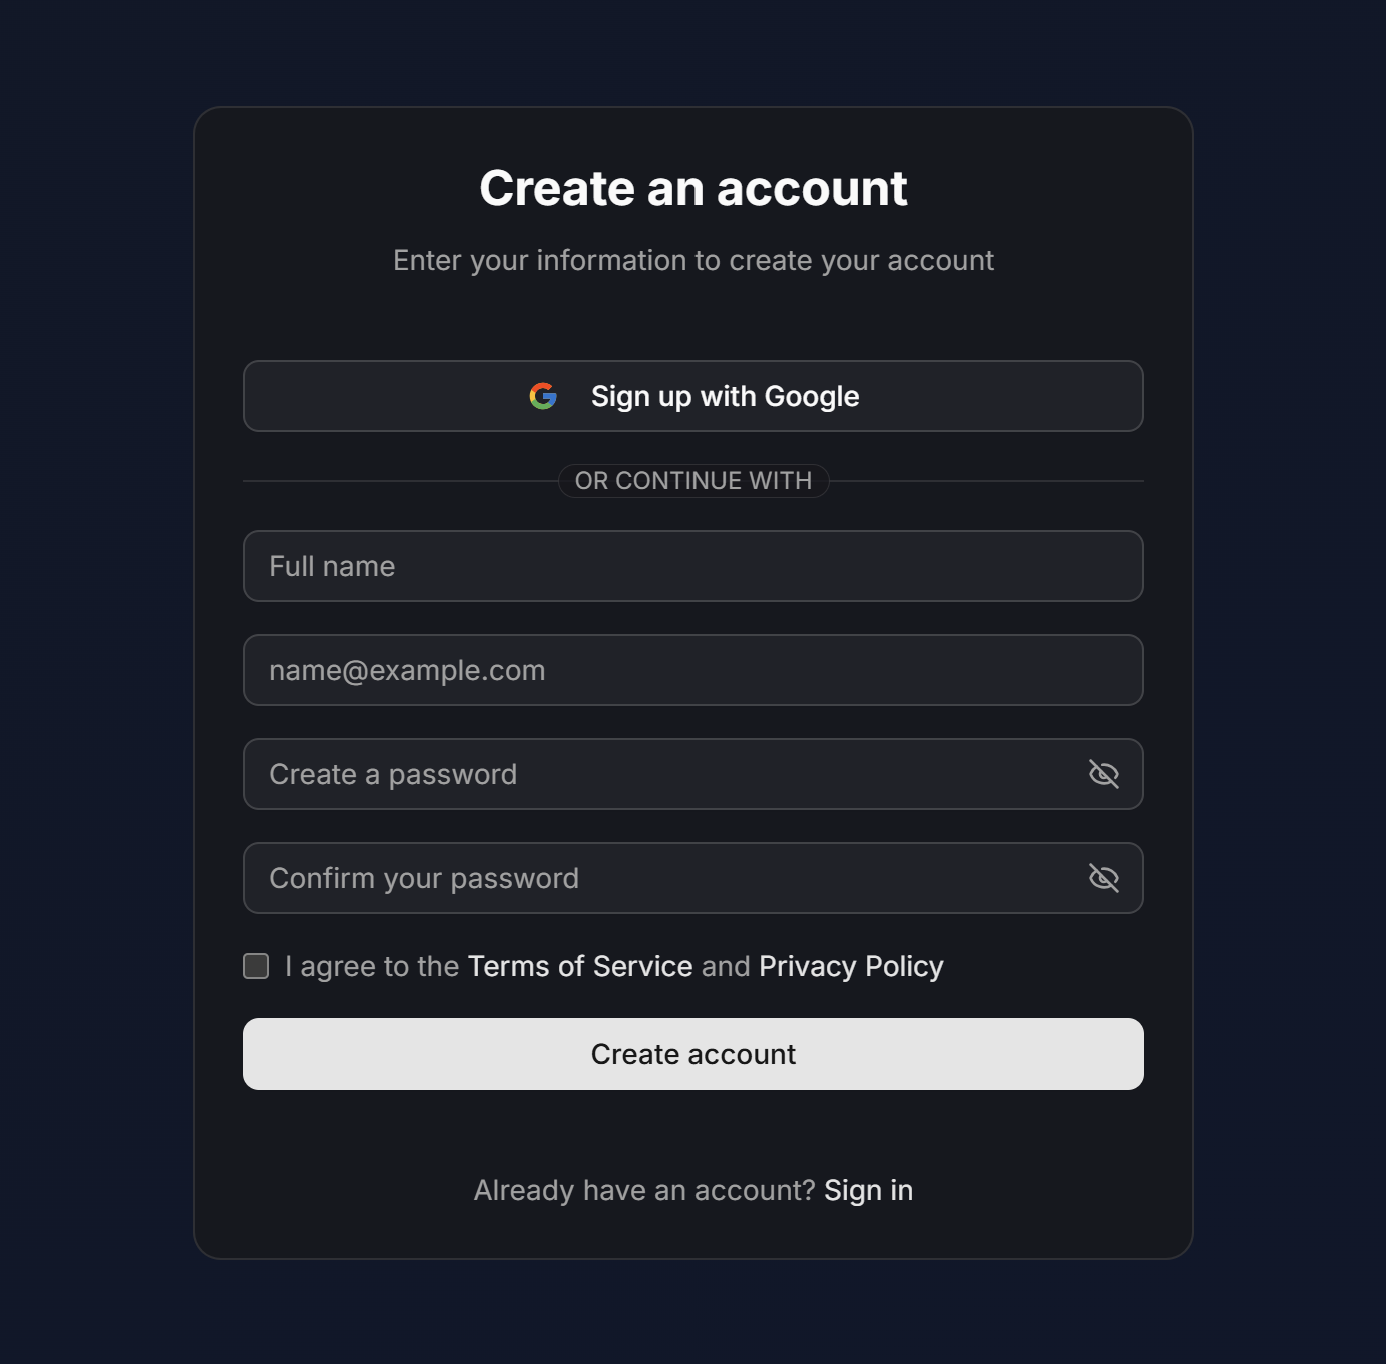 Create an account
Enter your information to create your account
Sign up with Google
OR CONTINUE WITH
Full name
name@example.com
Create a password
Confirm your password
I agree to the Terms of Service and Privacy Policy
Create account
Already have an account? Sign in